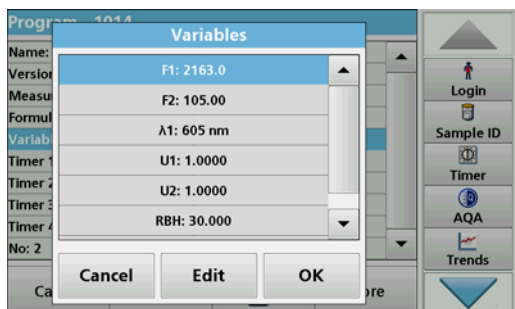 Program - 1014
Variables
Name:
Version
Measu
Formul
Variab
Timer 1
Timer 2
Timer 3
Timer 4
No: 2
F1: 2163.0
F2: 105.00
λ1: 605 nm
U1: 1.0000
U2: 1.0000
RBH: 30.000
Cancel
Edit
OK
Ca
ore
Login
Sample ID
Timer
AQA
Trends